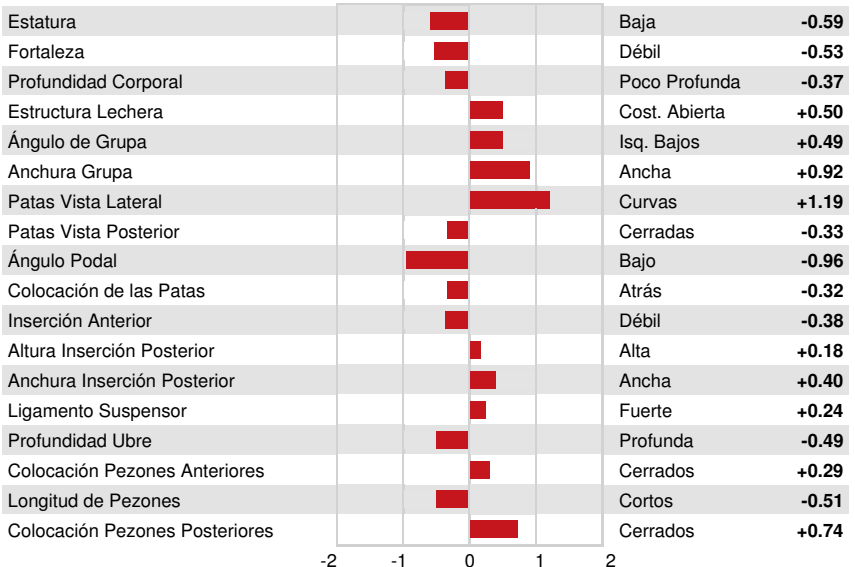 Estatura Baja -0.59
Fortaleza Débil -0.53
Profundidad Corporal Poco Profunda -0.37
Estructura Lechera Cost. Abierta +0.50
Ángulo de Grupa Isq. Bajos +0.49
Anchura Grupa Ancha +0.92
Patas Vista Lateral Curvas +1.19
Patas Vista Posterior Cerradas -0.33
Ángulo Podal Bajo -0.96
Colocación de las Patas Atrás -0.32
Inserción Anterior Débil -0.38
Altura Inserción Posterior Alta +0.18
Anchura Inserción Posterior Ancha +0.40
Ligamento Suspensor Fuerte +0.24
Profundidad Ubre Profunda -0.49
Colocación Pezones Anteriores Cerrados +0.29
Longitud de Pezones Cortos -0.51
Colocación Pezones Posteriores Cerrados +0.74
-2 -1 0 1 2